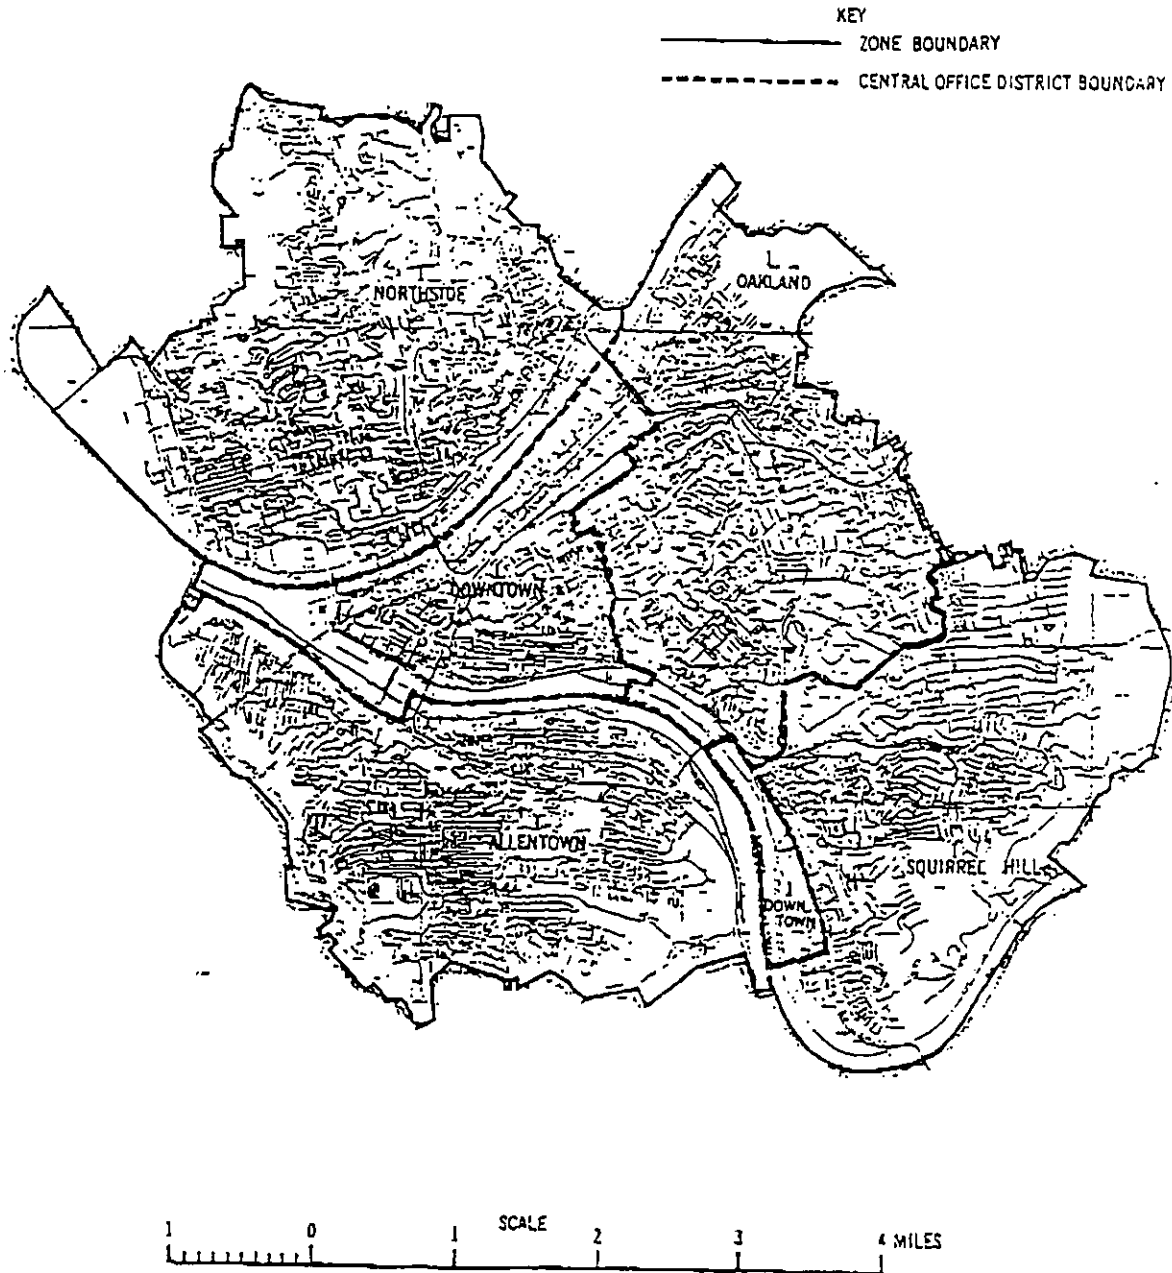 KEY
ZONE BOUNDARY
CENTRAL OFFICE DISTRICT BOUNDARY
OAKLAND
NORTHSIDE
DOWNTOWN
ALLENTOWN
SQUIRREL HILL
DOWN
TOWN
SCALE
1 0 1 2 3 4 MILES